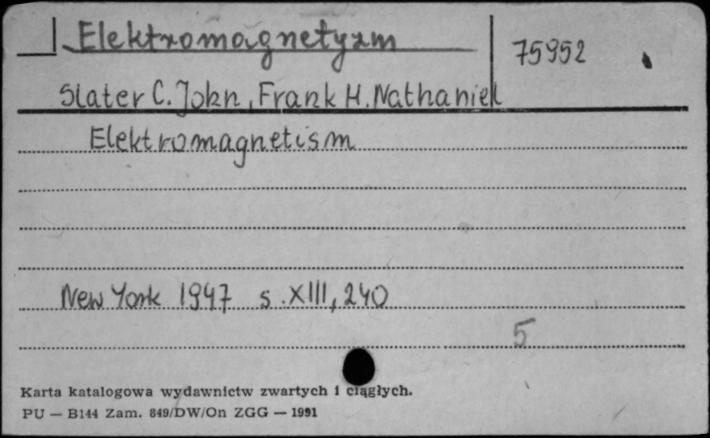 Elektromagnetyzm
75952
Slater C. John, Frank H. Nathaniel
Elektromagnetism
New York 1947 s. XIII, 240
5
Karta katalogowa wydawnictw zwartych i ciągłych.
PU — B144 Zam. 849/DW/On ZGG — 1991